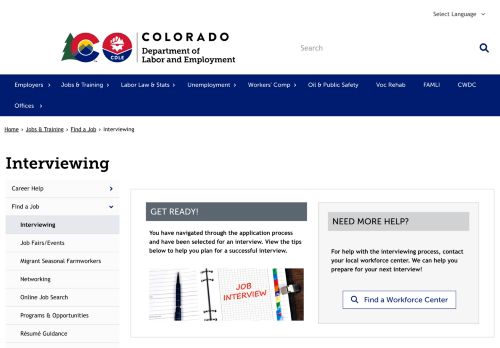 Select Language
COLORADO
Department of
Labor and Employment
CDLE
Search
Employers
Jobs & Training
Labor Law & Stats
Unemployment
Workers' Comp
Oil & Public Safety
Voc Rehab
FAMLI
CWDC
Offices
Home › Jobs & Training › Find a Job › Interviewing
Interviewing
Career Help
Find a Job
Interviewing
Job Fairs/Events
Migrant Seasonal Farmworkers
Networking
Online Job Search
Programs & Opportunities
Résumé Guidance
GET READY!
You have navigated through the application process
and have been selected for an interview. View the tips
below to help you plan for a successful interview.
JOB
INTERVIEW
NEED MORE HELP?
For help with the interviewing process, contact
your local workforce center. We can help you
prepare for your next interview!
Find a Workforce Center